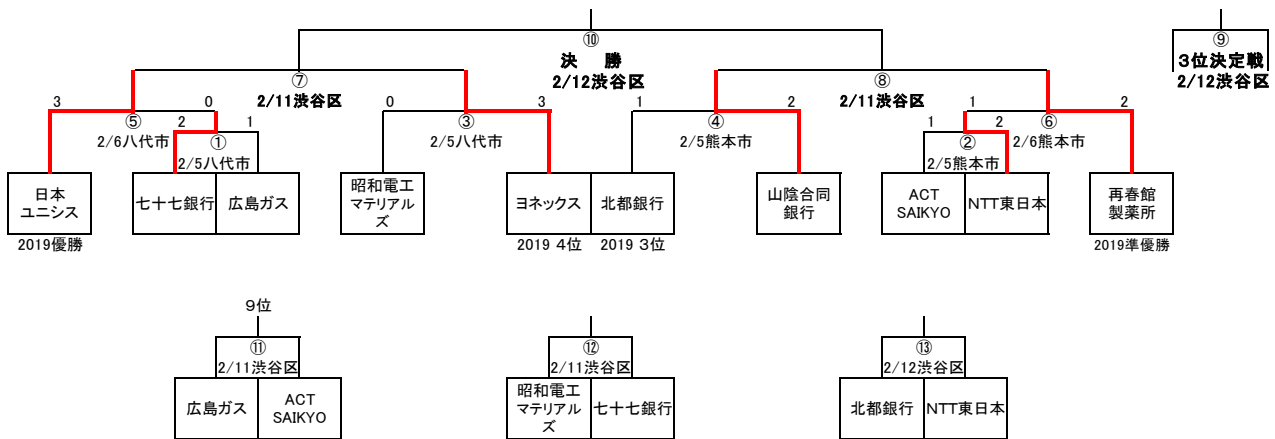 ⑩
決 勝
2/12渋谷区
⑨
3位決定戦
2/12渋谷区
⑦
2/11渋谷区
⑧
2/11渋谷区
3 0
⑤
2/6八代市
2 1
①
2/5八代市
0 3
③
2/5八代市
1 2
④
2/5熊本市
1 2
⑥
2/6熊本市
1 2
②
2/5熊本市
日本
ユニシス
2019優勝
七十七銀行
広島ガス
昭和電工
マテリアル
ズ
ヨネックス
2019 4位
北都銀行
2019 3位
山陰合同
銀行
ACT
SAIKYO
NTT東日本
再春館
製薬所
2019準優勝
9位
⑪
2/11渋谷区
広島ガス
ACT
SAIKYO
⑫
2/11渋谷区
昭和電工
マテリアル
ズ
七十七銀行
⑬
2/12渋谷区
北都銀行
NTT東日本